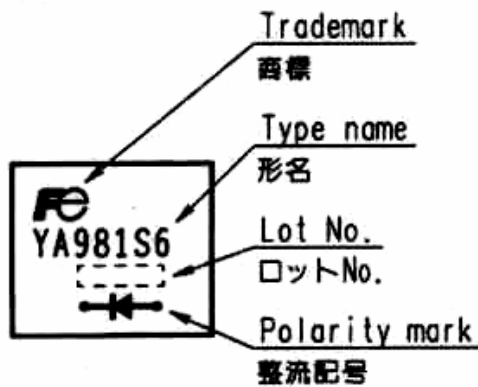 Trademark
商標
Type name
形名
Fe
YA981S6
Lot No.
ロットNo.
Polarity mark
整流記号